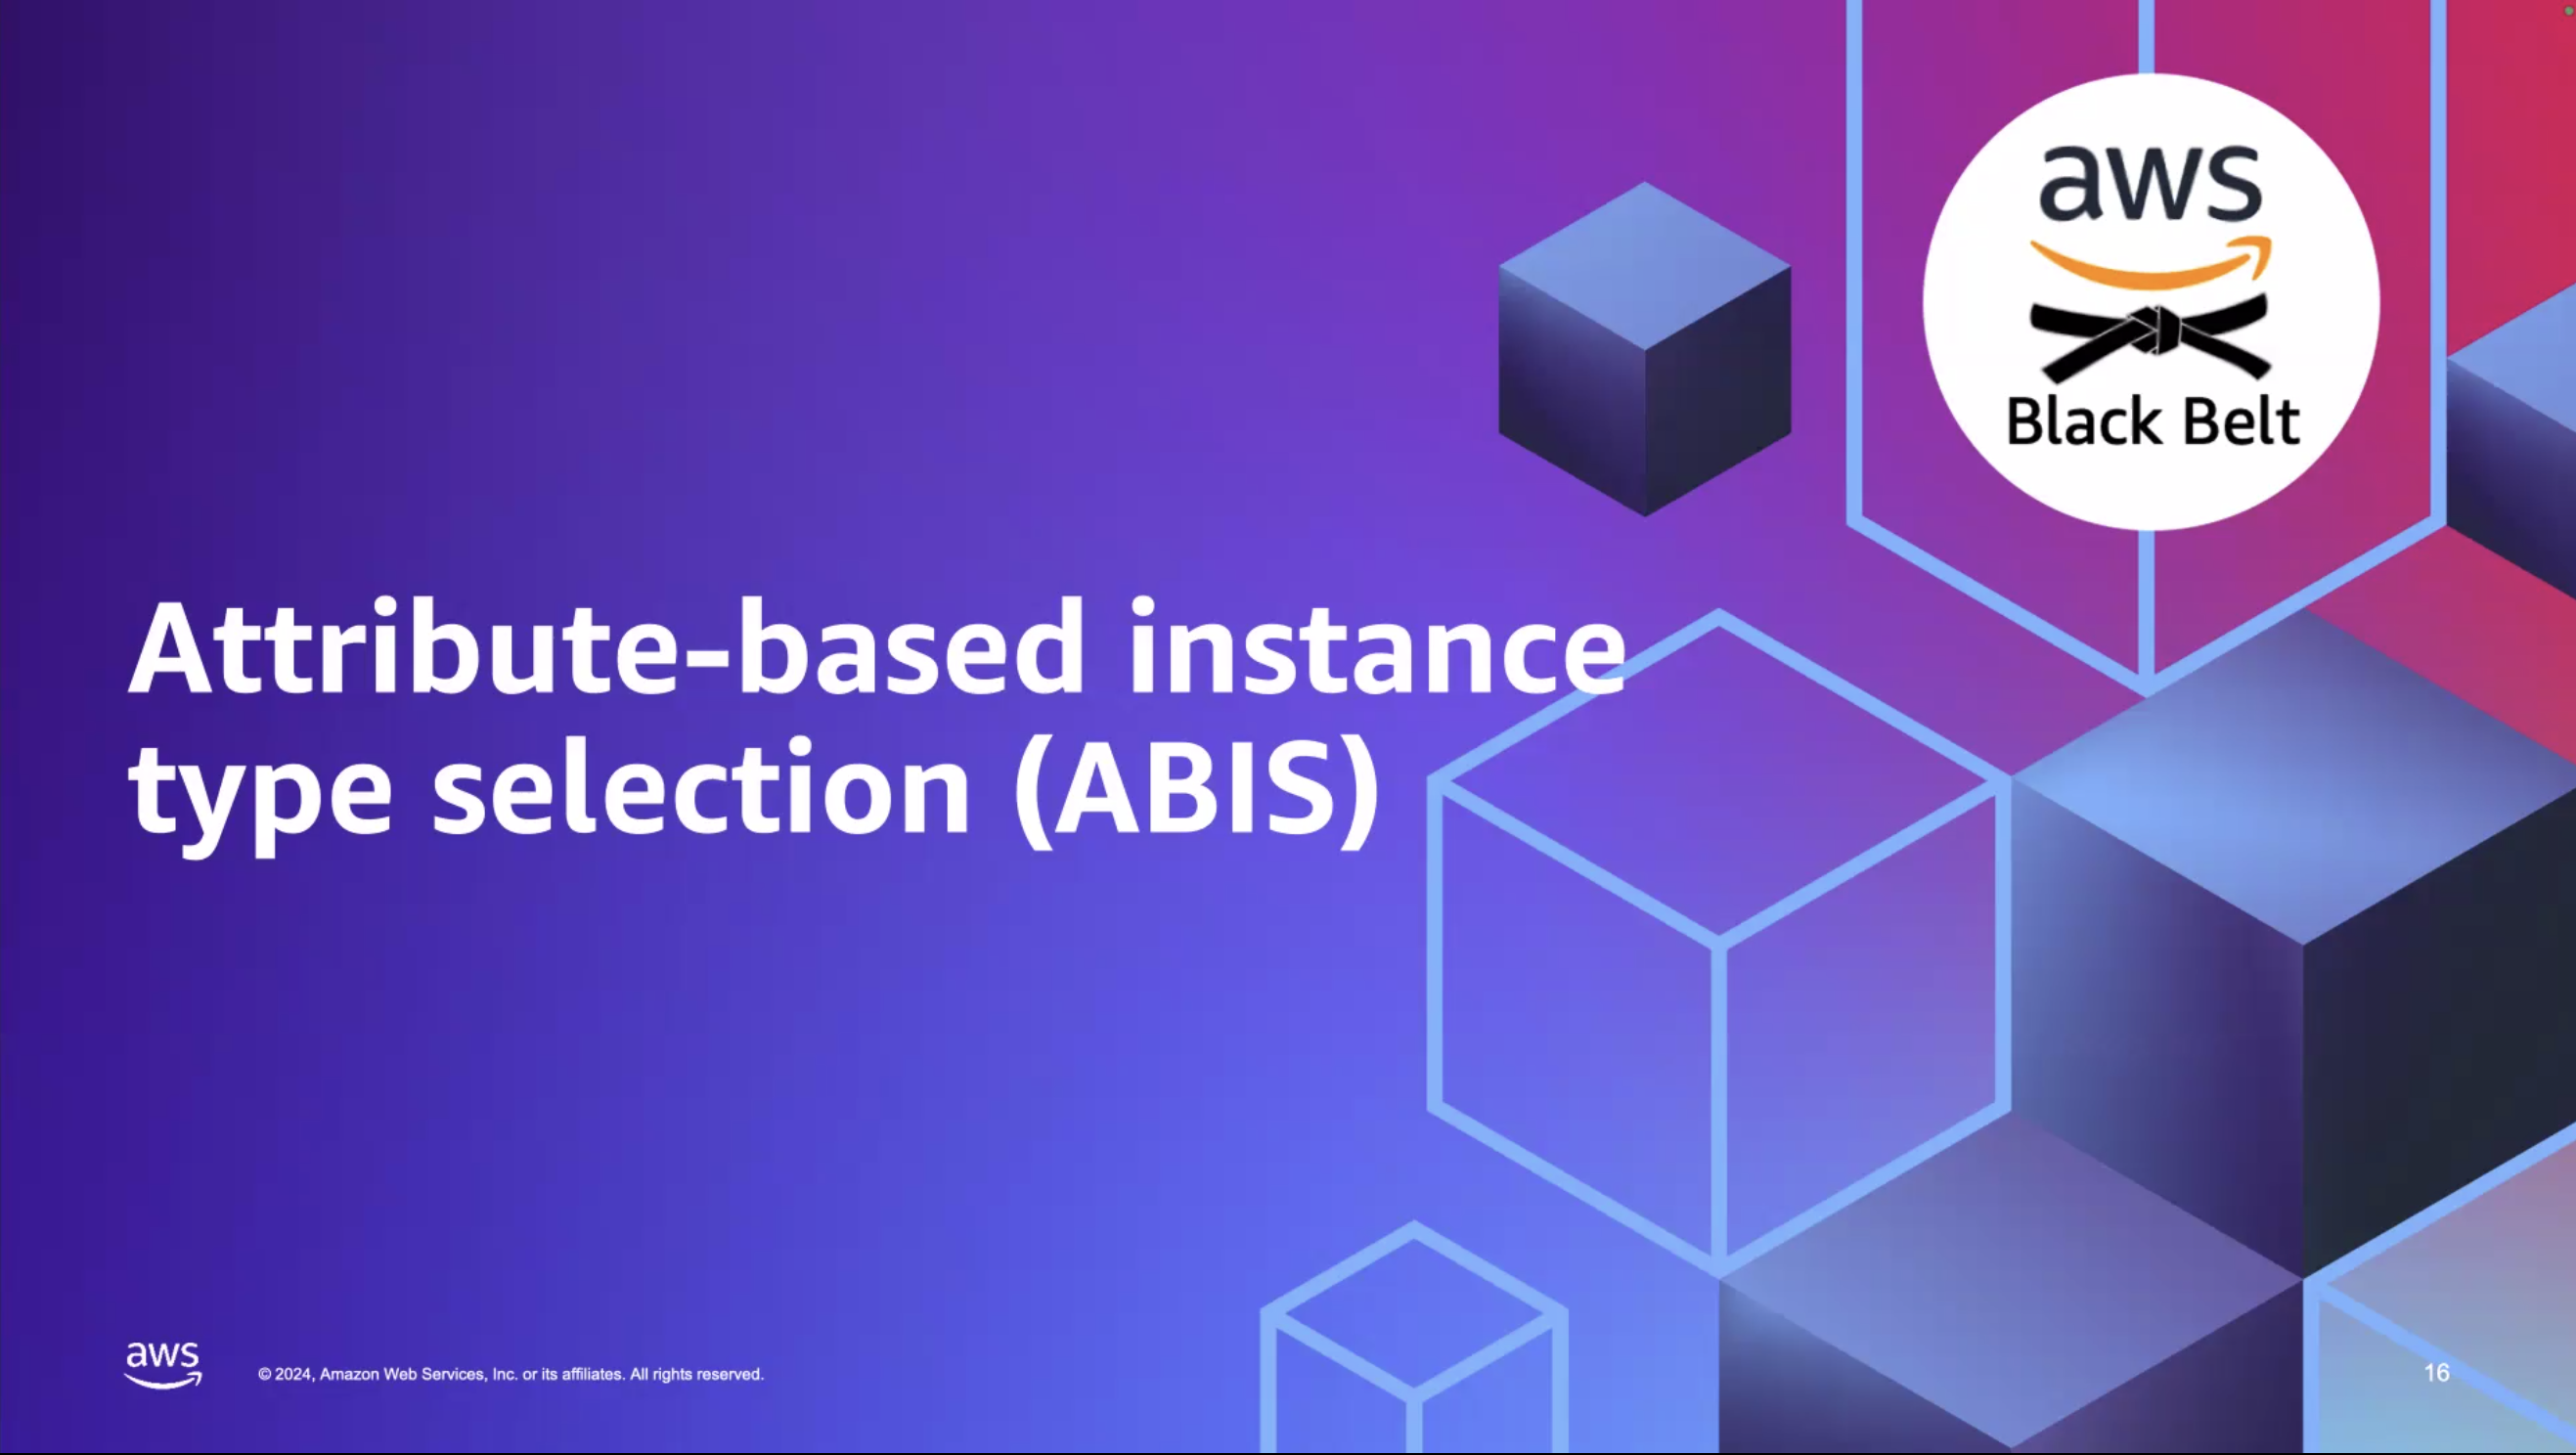 aws
Black Belt
Attribute-based instance
type selection (ABIS)
aws
© 2024, Amazon Web Services, Inc. or its affiliates. All rights reserved.
16